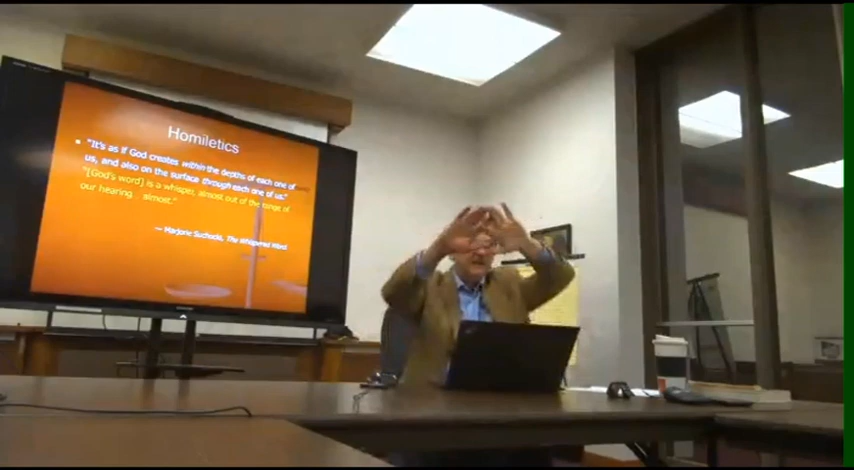 Homiletics
• "It's as if God creates within the depths of each one of
us, and also on the surface through each one of us."
"[God's word] is a whisper, almost out of the range of
our hearing almost."
— Marjorie Suchocki, The Whispered Word